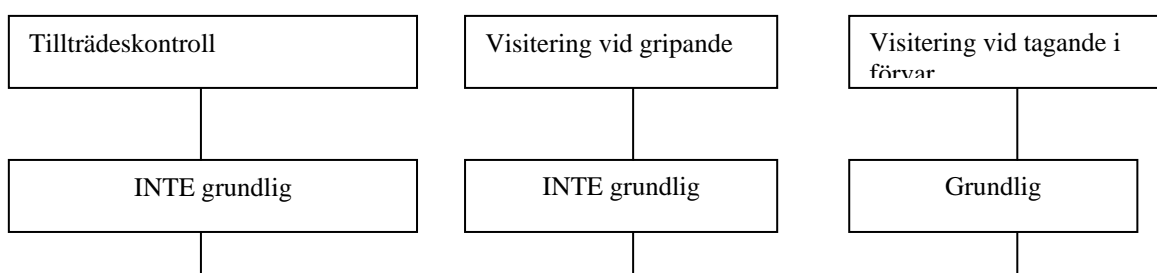 Tillträdeskontroll
Visitering vid gripande
Visitering vid tagande i
förvar
INTE grundlig
INTE grundlig
Grundlig